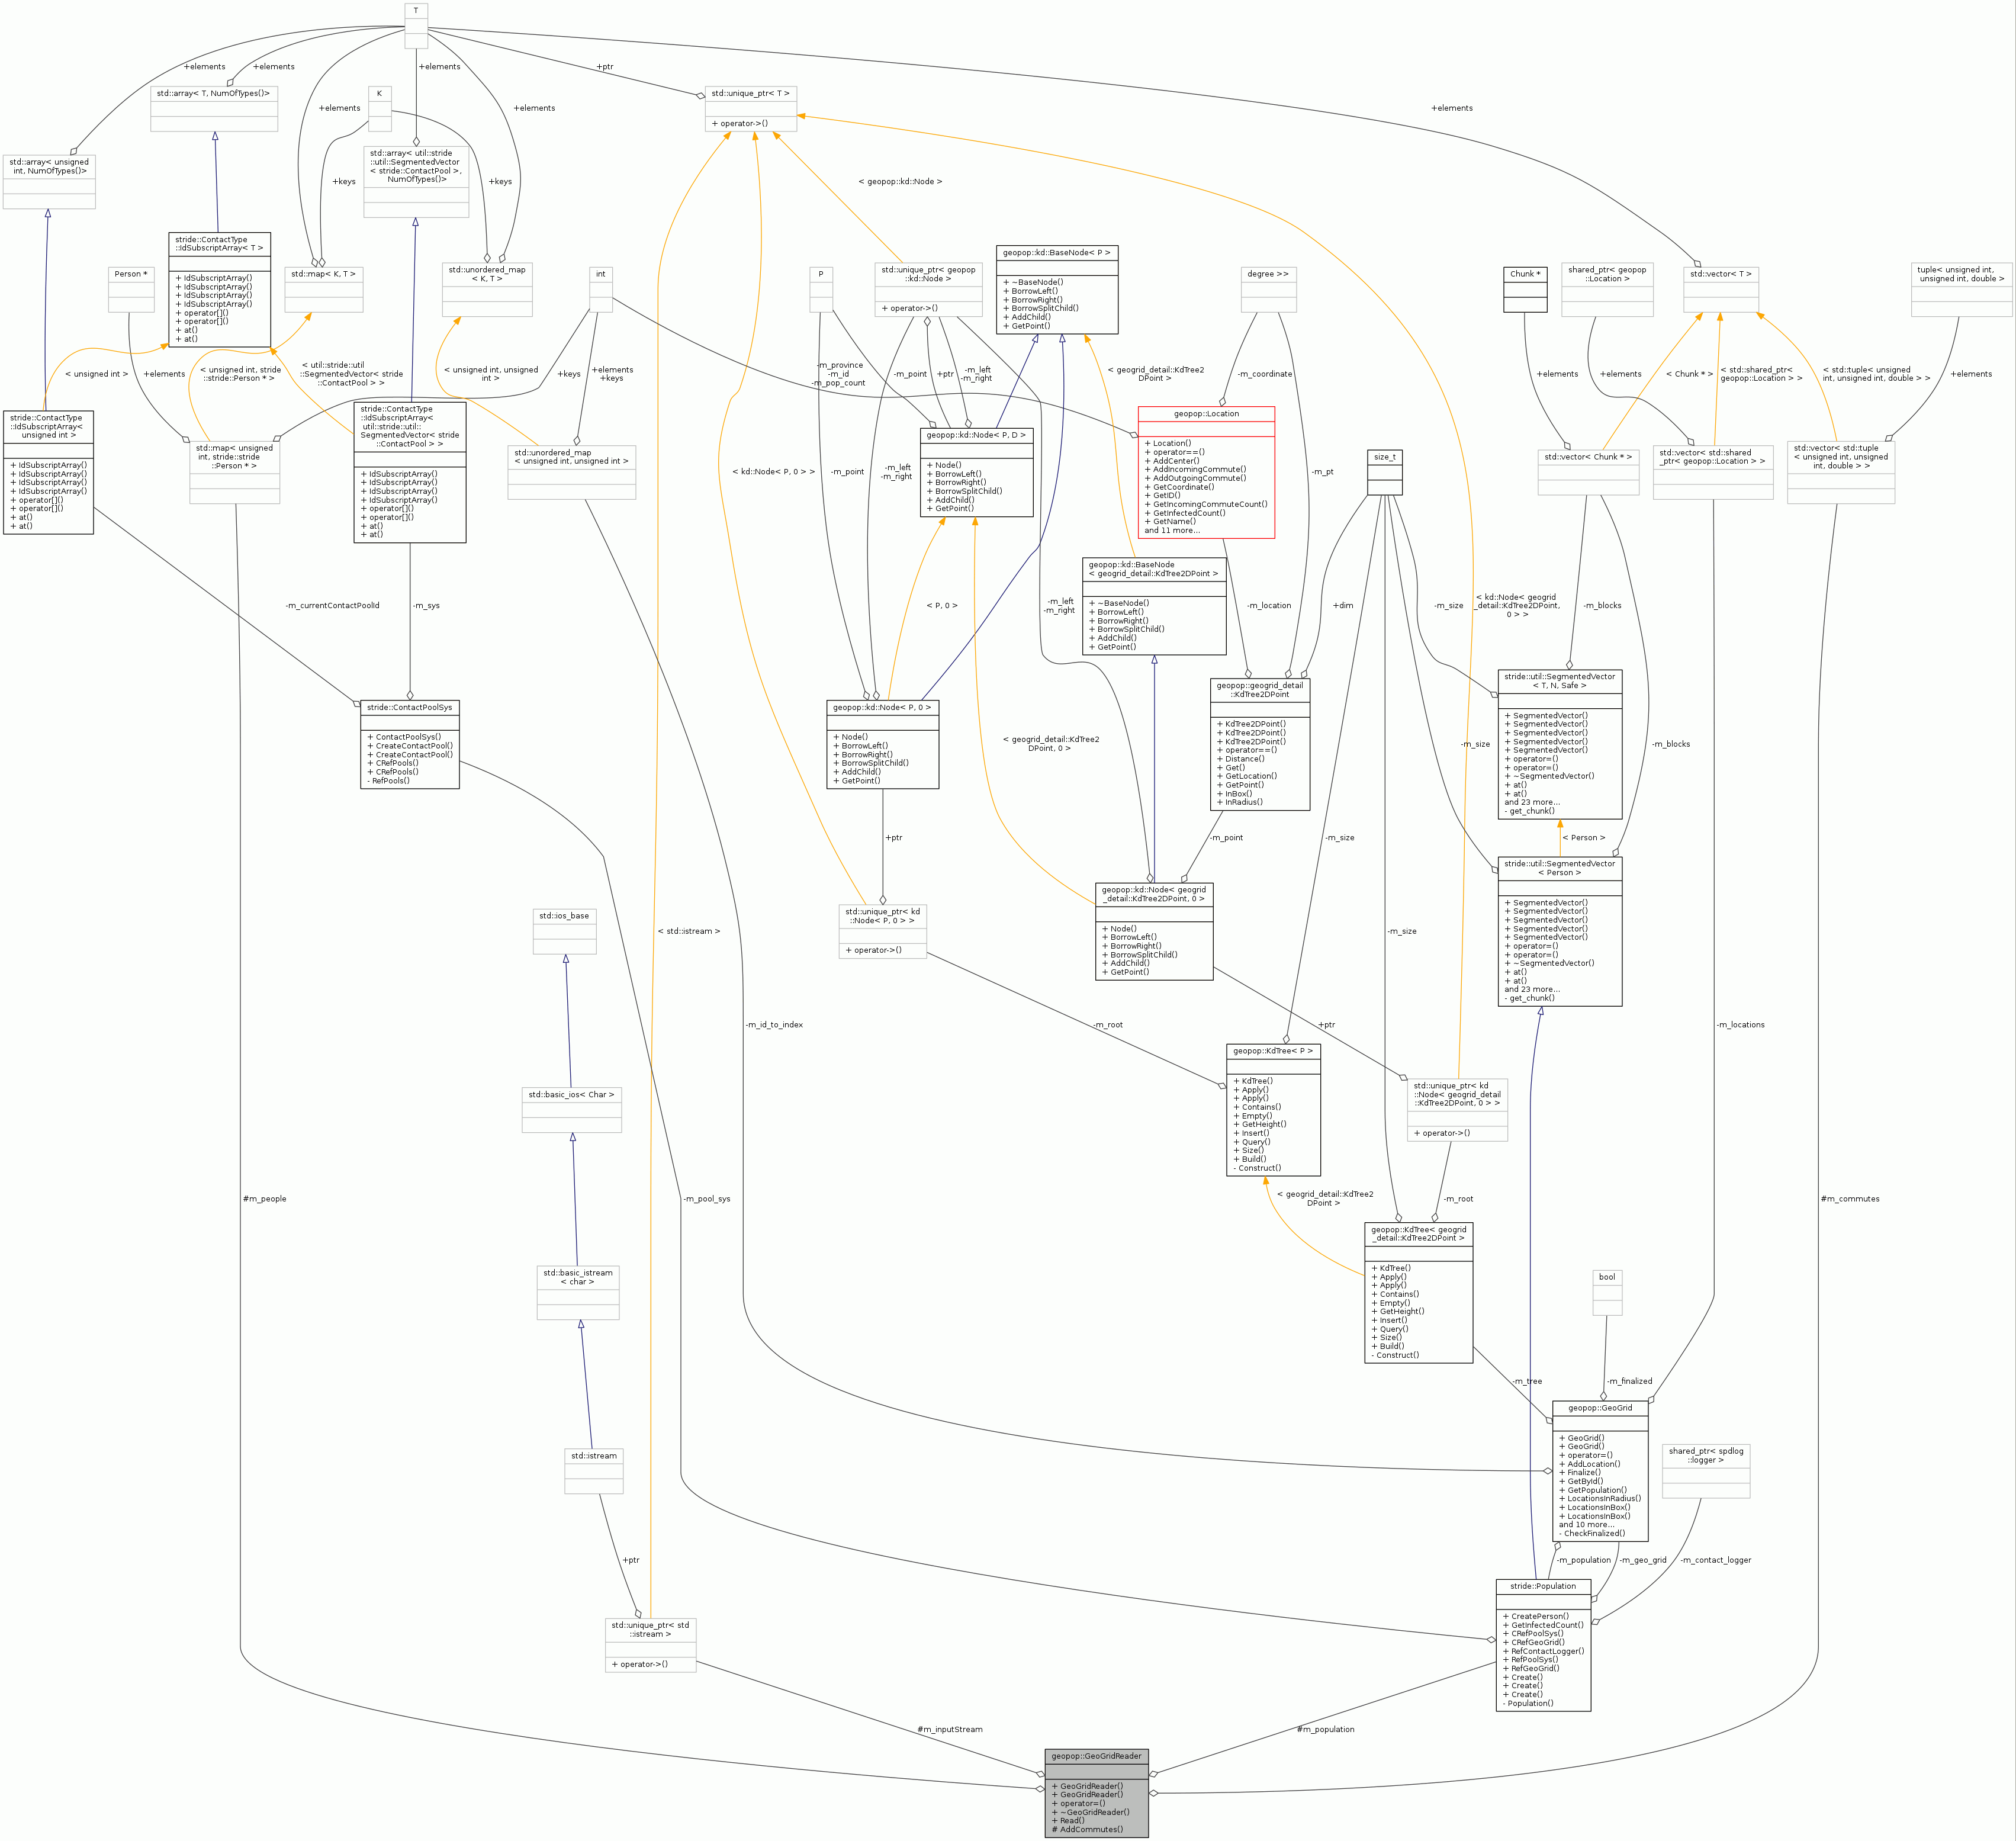 T
+elements
+elements
+ptr
std::array< T, NumOfTypes()>
K
std::unique_ptr< T >
+ operator->()
+elements
+elements
+elements
+elements
std::array< unsigned
int, NumOfTypes()>
std::array< util::stride
::util::SegmentedVector
< stride::ContactPool >,
NumOfTypes()>
+keys
+keys
< geopop::kd::Node >
stride::ContactType
::IdSubscriptArray< T >
+ IdSubscriptArray()
+ IdSubscriptArray()
+ IdSubscriptArray()
+ IdSubscriptArray()
+ operator[]()
+ operator[]()
+ at()
+ at()
Person *
std::map< K, T >
std::unordered_map
< K, T >
int
P
std::unique_ptr< geopop
::kd::Node >
+ operator->()
geopop::kd::BaseNode< P >
+ ~BaseNode()
+ BorrowLeft()
+ BorrowRight()
+ BorrowSplitChild()
+ AddChild()
+ GetPoint()
degree >>
Chunk *
shared_ptr< geopop
::Location >
std::vector< T >
tuple< unsigned int,
unsigned int, double >
< unsigned int >
+elements
< unsigned int, stride
::stride::Person * >
< util::stride::util
::SegmentedVector< stride
::ContactPool > >
< unsigned int, unsigned
int >
+keys
+elements
+keys
-m_province
-m_id
-m_pop_count
-m_point
+ptr
-m_left
-m_right
< geogrid_detail::KdTree2
DPoint >
-m_coordinate
+elements
+elements
< Chunk * >
< std::shared_ptr<
geopop::Location > >
< std::tuple< unsigned
int, unsigned int, double > >
+elements
stride::ContactType
::IdSubscriptArray<
unsigned int >
+ IdSubscriptArray()
+ IdSubscriptArray()
+ IdSubscriptArray()
+ IdSubscriptArray()
+ operator[]()
+ operator[]()
+ at()
+ at()
std::map< unsigned
int, stride::stride
::Person * >
stride::ContactType
::IdSubscriptArray<
util::stride::util::
SegmentedVector< stride
::ContactPool > >
+ IdSubscriptArray()
+ IdSubscriptArray()
+ IdSubscriptArray()
+ IdSubscriptArray()
+ operator[]()
+ operator[]()
+ at()
+ at()
std::unordered_map
< unsigned int, unsigned int >
< kd::Node< P, 0 > >
-m_point
-m_left
-m_right
geopop::kd::Node< P, D >
+ Node()
+ BorrowLeft()
+ BorrowRight()
+ BorrowSplitChild()
+ AddChild()
+ GetPoint()
geopop::Location
+ Location()
+ operator==()
+ AddCenter()
+ AddIncomingCommute()
+ AddOutgoingCommute()
+ GetCoordinate()
+ GetID()
+ GetIncomingCommuteCount()
+ GetInfectedCount()
+ GetName()
and 11 more...
-m_pt
size_t
std::vector< Chunk * >
std::vector< std::shared
_ptr< geopop::Location > >
std::vector< std::tuple
< unsigned int, unsigned
int, double > >
-m_currentContactPoolId
-m_sys
< P, 0 >
-m_left
-m_right
geopop::kd::BaseNode
< geogrid_detail::KdTree2DPoint >
+ ~BaseNode()
+ BorrowLeft()
+ BorrowRight()
+ BorrowSplitChild()
+ AddChild()
+ GetPoint()
-m_location
+dim
-m_size
< kd::Node< geogrid
_detail::KdTree2DPoint,
0 > >
-m_blocks
stride::ContactPoolSys
+ ContactPoolSys()
+ CreateContactPool()
+ CreateContactPool()
+ CRefPools()
+ CRefPools()
- RefPools()
geopop::kd::Node< P, 0 >
+ Node()
+ BorrowLeft()
+ BorrowRight()
+ BorrowSplitChild()
+ AddChild()
+ GetPoint()
< geogrid_detail::KdTree2
DPoint, 0 >
geopop::geogrid_detail
::KdTree2DPoint
+ KdTree2DPoint()
+ KdTree2DPoint()
+ KdTree2DPoint()
+ operator==()
+ Distance()
+ Get()
+ GetLocation()
+ GetPoint()
+ InBox()
+ InRadius()
-m_size
stride::util::SegmentedVector
< T, N, Safe >
+ SegmentedVector()
+ SegmentedVector()
+ SegmentedVector()
+ SegmentedVector()
+ SegmentedVector()
+ operator=()
+ operator=()
+ ~SegmentedVector()
+ at()
+ at()
and 23 more...
- get_chunk()
-m_blocks
+ptr
-m_point
-m_size
< Person >
std::ios_base
< std::istream >
std::unique_ptr< kd
::Node< P, 0 > >
+ operator->()
geopop::kd::Node< geogrid
_detail::KdTree2DPoint, 0 >
+ Node()
+ BorrowLeft()
+ BorrowRight()
+ BorrowSplitChild()
+ AddChild()
+ GetPoint()
-m_size
stride::util::SegmentedVector
< Person >
+ SegmentedVector()
+ SegmentedVector()
+ SegmentedVector()
+ SegmentedVector()
+ SegmentedVector()
+ operator=()
+ operator=()
+ ~SegmentedVector()
+ at()
+ at()
and 23 more...
- get_chunk()
-m_id_to_index
-m_root
+ptr
-m_locations
std::basic_ios< Char >
geopop::KdTree< P >
+ KdTree()
+ Apply()
+ Apply()
+ Contains()
+ Empty()
+ GetHeight()
+ Insert()
+ Query()
+ Size()
+ Build()
- Construct()
std::unique_ptr< kd
::Node< geogrid_detail
::KdTree2DPoint, 0 > >
+ operator->()
#m_people
-m_pool_sys
< geogrid_detail::KdTree2
DPoint >
-m_root
#m_commutes
std::basic_istream
< char >
geopop::KdTree< geogrid
_detail::KdTree2DPoint >
+ KdTree()
+ Apply()
+ Apply()
+ Contains()
+ Empty()
+ GetHeight()
+ Insert()
+ Query()
+ Size()
+ Build()
- Construct()
bool
-m_tree
-m_finalized
std::istream
geopop::GeoGrid
+ GeoGrid()
+ GeoGrid()
+ operator=()
+ AddLocation()
+ Finalize()
+ GetById()
+ GetPopulation()
+ LocationsInRadius()
+ LocationsInBox()
+ LocationsInBox()
and 10 more...
- CheckFinalized()
shared_ptr< spdlog
::logger >
+ptr
-m_population
-m_geo_grid
-m_contact_logger
std::unique_ptr< std
::istream >
+ operator->()
stride::Population
+ CreatePerson()
+ GetInfectedCount()
+ CRefPoolSys()
+ CRefGeoGrid()
+ RefContactLogger()
+ RefPoolSys()
+ RefGeoGrid()
+ Create()
+ Create()
+ Create()
- Population()
#m_inputStream
#m_population
geopop::GeoGridReader
+ GeoGridReader()
+ GeoGridReader()
+ operator=()
+ ~GeoGridReader()
+ Read()
# AddCommutes()